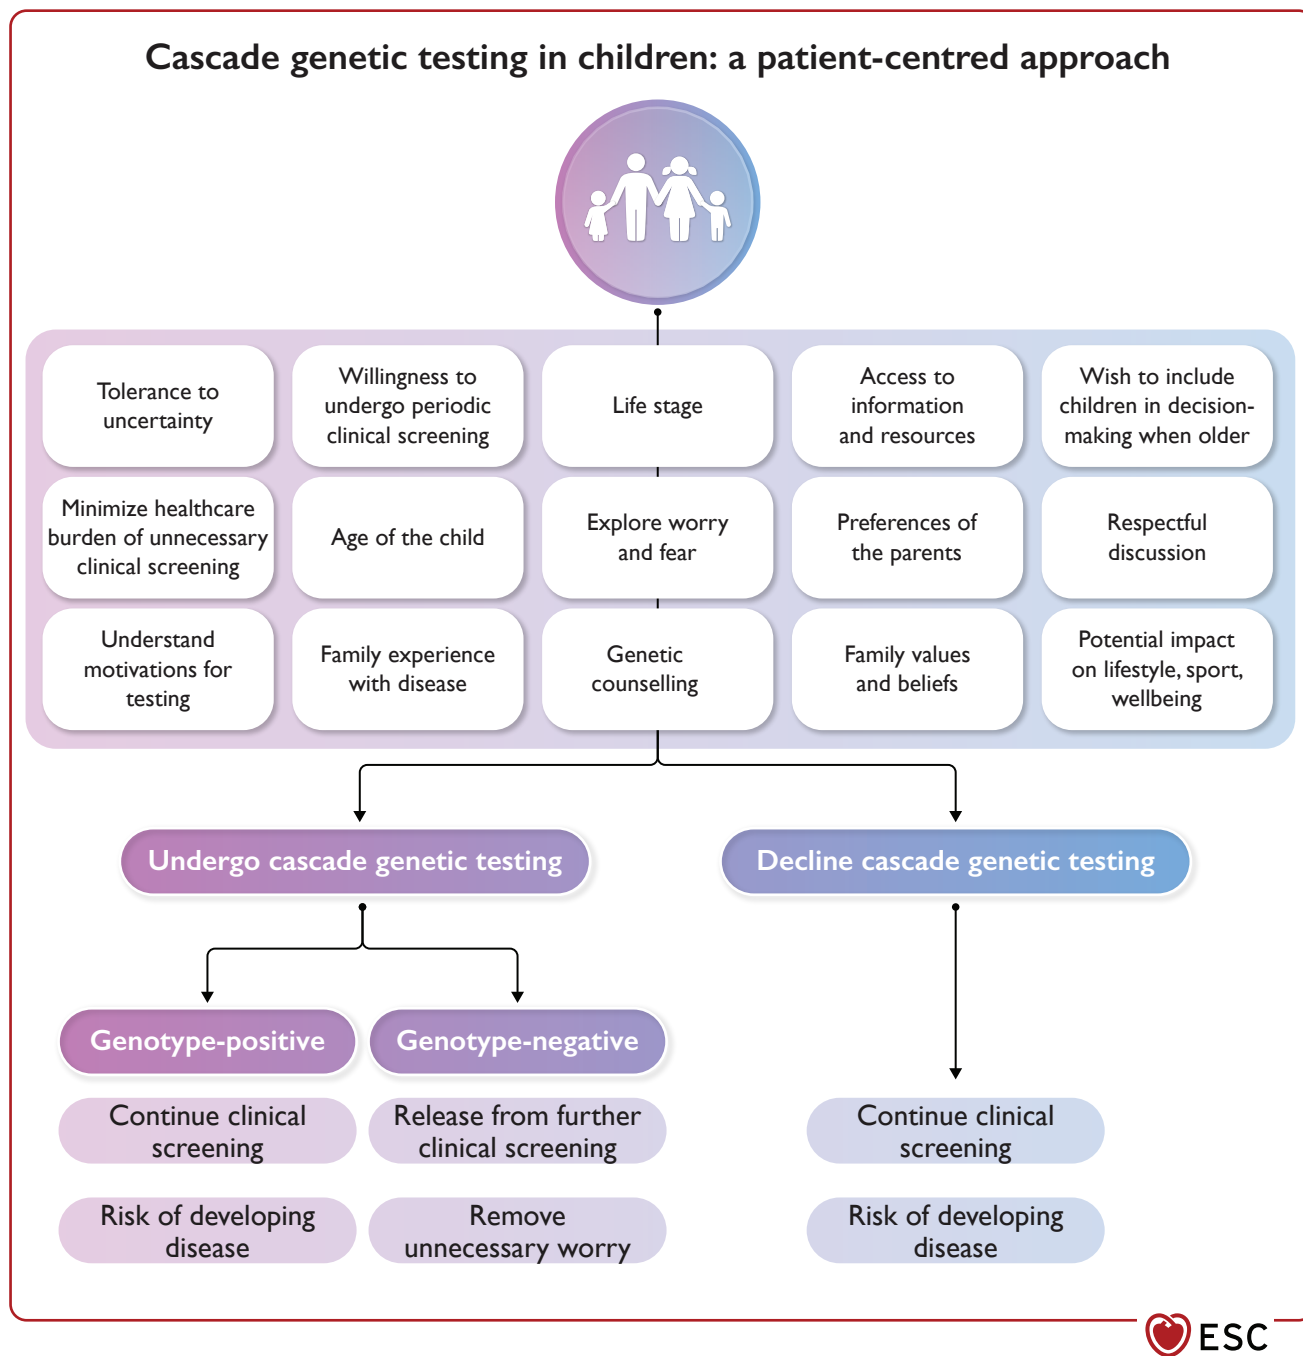 Cascade genetic testing in children: a patient-centred approach
Tolerance to
uncertainty
Willingness to
undergo periodic
clinical screening
Life stage
Access to
information
and resources
Wish to include
children in decision-
making when older
Minimize healthcare
burden of unnecessary
clinical screening
Age of the child
Explore worry
and fear
Preferences of
the parents
Respectful
discussion
Understand
motivations for
testing
Family experience
with disease
Genetic
counselling
Family values
and beliefs
Potential impact
on lifestyle, sport,
wellbeing
Undergo cascade genetic testing
Decline cascade genetic testing
Genotype-positive
Genotype-negative
Continue clinical
screening
Release from further
clinical screening
Continue clinical
screening
Risk of developing
disease
Remove
unnecessary worry
Risk of developing
disease
ESC